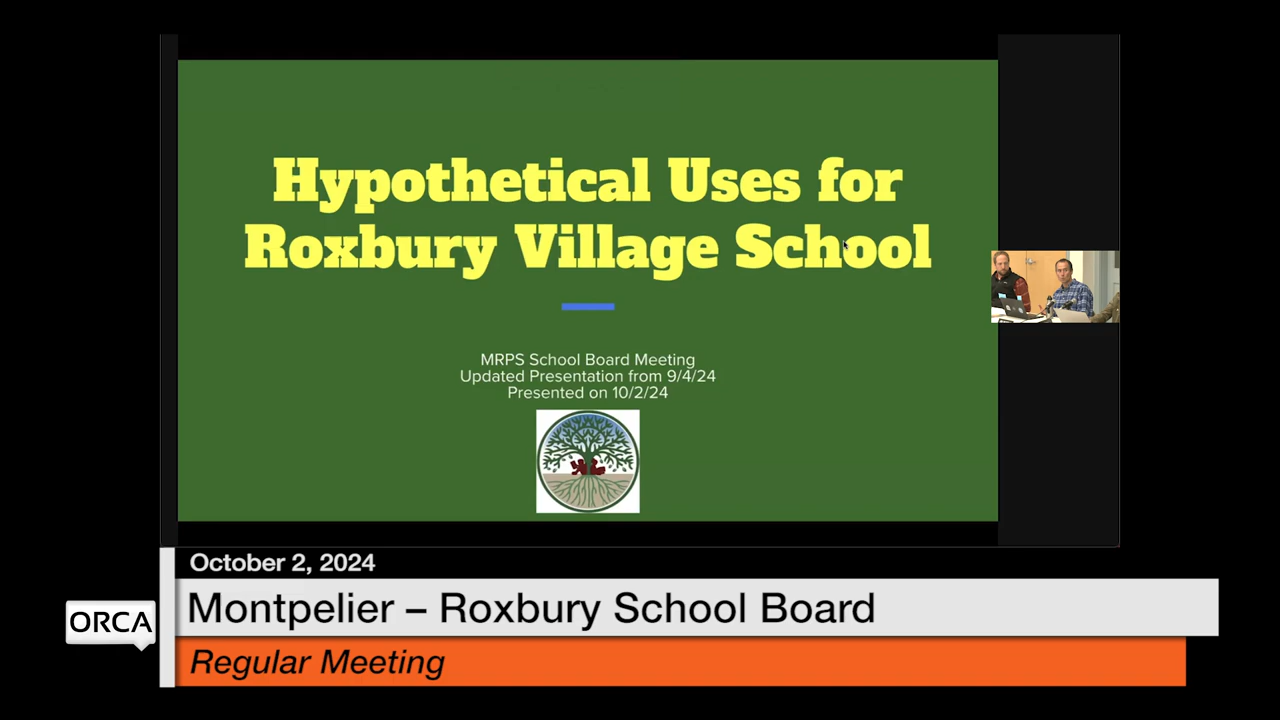 Hypothetical Uses for
Roxbury Village School
MRPS School Board Meeting
Updated Presentation from 9/4/24
Presented on 10/2/24
October 2, 2024
ORCA
Montpelier – Roxbury School Board
Regular Meeting